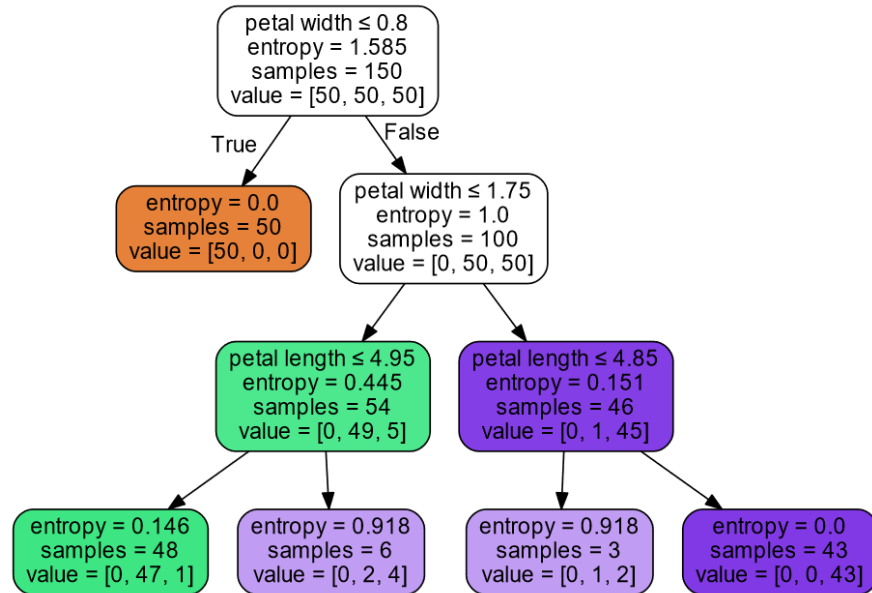 petal width ≤ 0.8
entropy = 1.585
samples = 150
value = [50, 50, 50]
True
False
entropy = 0.0
samples = 50
value = [50, 0, 0]
petal width ≤ 1.75
entropy = 1.0
samples = 100
value = [0, 50, 50]
petal length ≤ 4.95
entropy = 0.445
samples = 54
value = [0, 49, 5]
petal length ≤ 4.85
entropy = 0.151
samples = 46
value = [0, 1, 45]
entropy = 0.146
samples = 48
value = [0, 47, 1]
entropy = 0.918
samples = 6
value = [0, 2, 4]
entropy = 0.918
samples = 3
value = [0, 1, 2]
entropy = 0.0
samples = 43
value = [0, 0, 43]